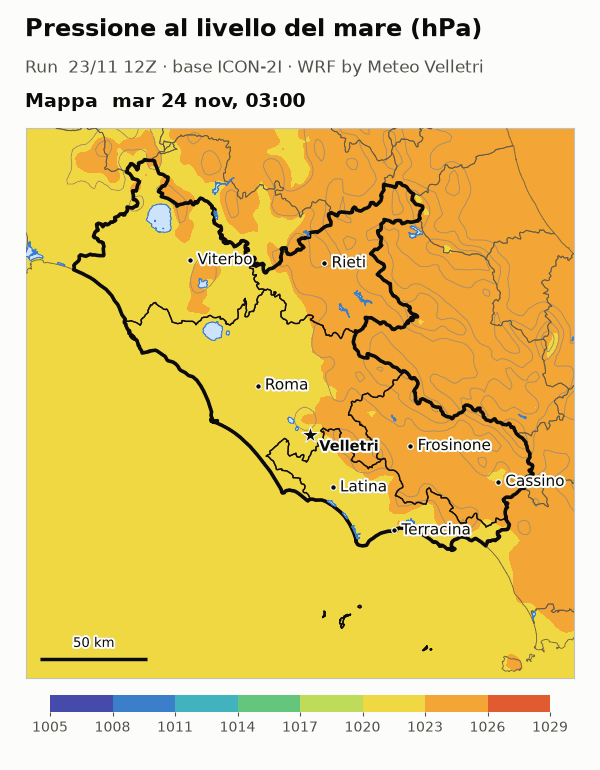 Pressione al livello del mare (hPa)
Run  23/11 12Z · base ICON-2I · WRF by Meteo Velletri
Mappa  mar 24 nov, 03:00
Viterbo
Rieti
Roma
Velletri
Frosinone
Latina
Cassino
Terracina
50 km
1005 1008 1011 1014 1017 1020 1023 1026 1029